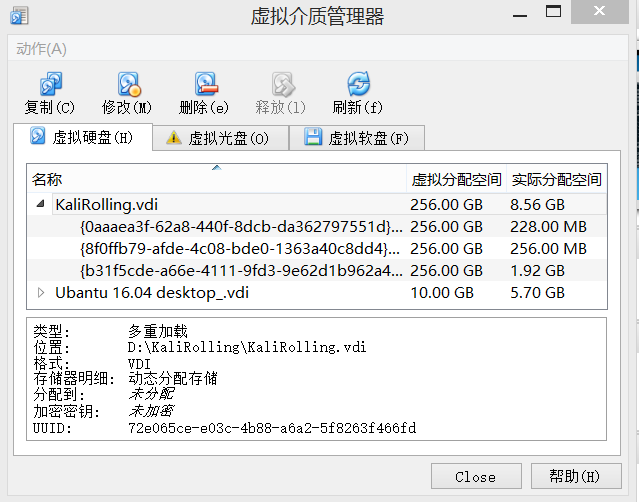 虚拟介质管理器
动作(A)
复制(C) 修改(M) 删除(e) 释放(l) 刷新(f)
虚拟硬盘(H) 虚拟光盘(O) 虚拟软盘(F)
名称 虚拟分配空间 实际分配空间
KaliRolling.vdi 256.00 GB 8.56 GB
{0aaaea3f-62a8-440f-8dcb-da362797551d}... 256.00 GB 228.00 MB
{8f0ffb79-afde-4c08-bde0-1363a40c8dd4}... 256.00 GB 256.00 MB
{b31f5cde-a66e-4111-9fd3-9e62d1b962a4... 256.00 GB 1.92 GB
Ubantu 16.04 desktop_.vdi 10.00 GB 5.70 GB
类型: 多重加载
位置: D:\KaliRolling\KaliRolling.vdi
格式: VDI
存储器明细: 动态分配存储
分配到: 未分配
加密密钥: 未加密
UUID: 72e065ce-e03c-4b88-a6a2-5f8263f466fd
Close 帮助(H)